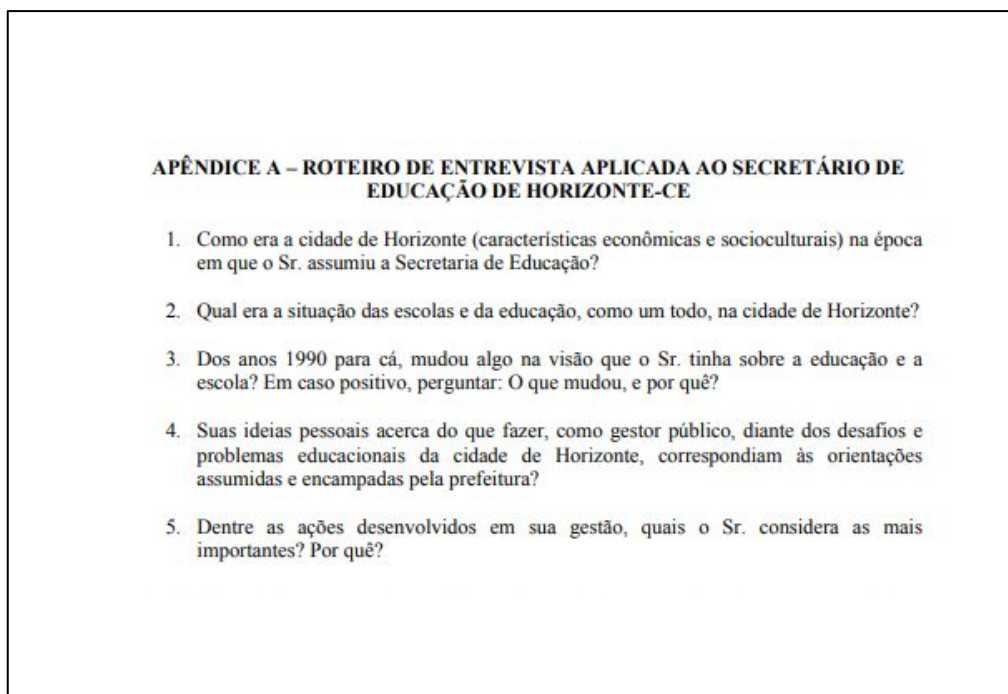 APÊNDICE A – ROTEIRO DE ENTREVISTA APLICADA AO SECRETÁRIO DE
EDUCAÇÃO DE HORIZONTE-CE
1. Como era a cidade de Horizonte (características econômicas e socioculturais) na época
em que o Sr. assumiu a Secretaria de Educação?
2. Qual era a situação das escolas e da educação, como um todo, na cidade de Horizonte?
3. Dos anos 1990 para cá, mudou algo na visão que o Sr. tinha sobre a educação e a
escola? Em caso positivo, perguntar: O que mudou, e por quê?
4. Suas ideias pessoais acerca do que fazer, como gestor público, diante dos desafios e
problemas educacionais da cidade de Horizonte, correspondiam às orientações
assumidas e encampadas pela prefeitura?
5. Dentre as ações desenvolvidos em sua gestão, quais o Sr. considera as mais
importantes? Por quê?